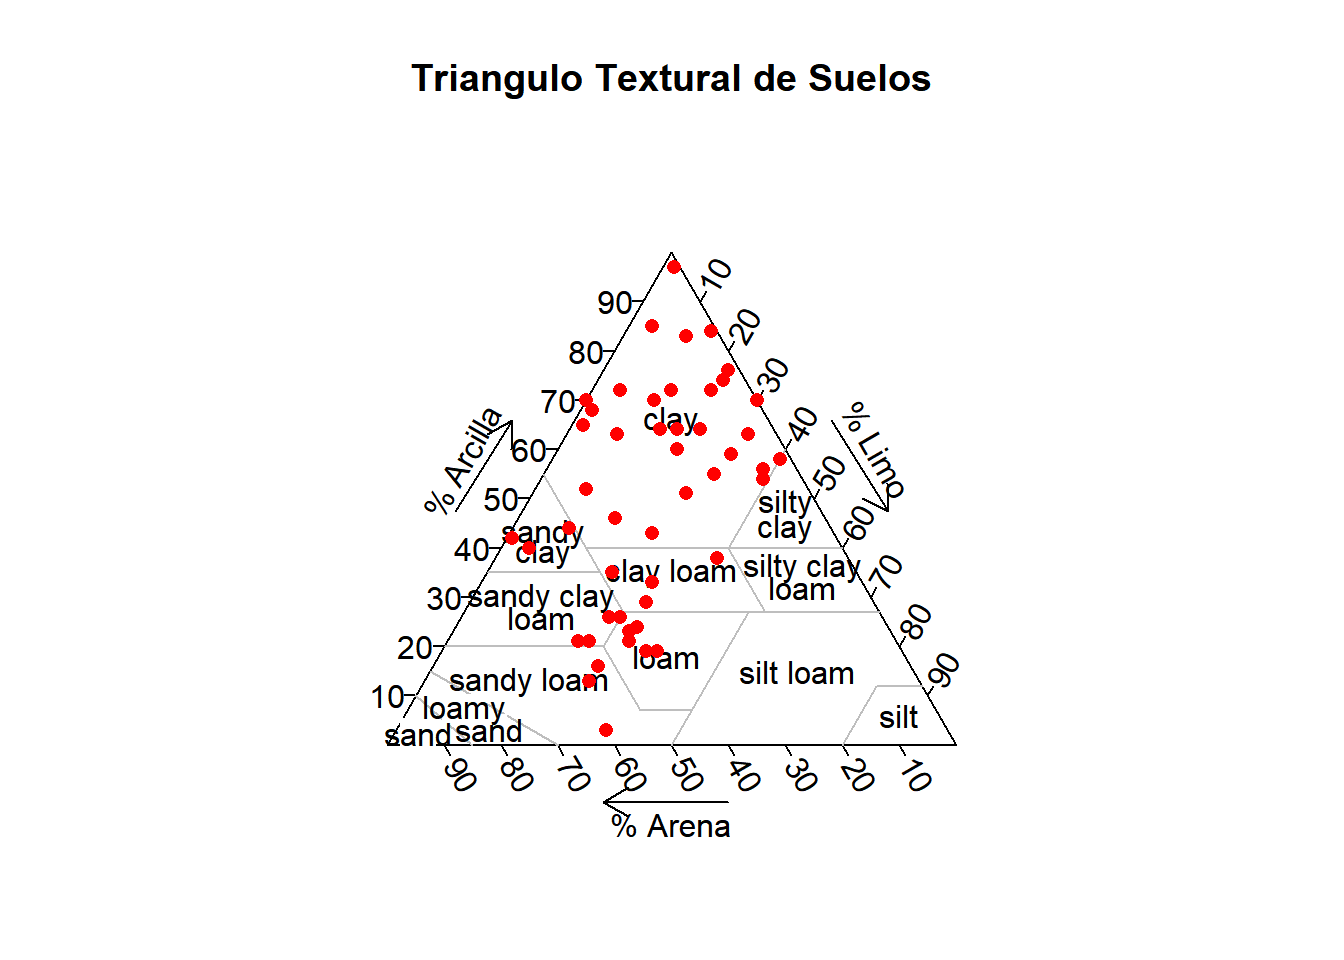 Triangulo Textural de Suelos
10
90
20
80
30
70
clay
% Arcilla
% Limo
40
60
50
50
silty
clay
60
sandy
clay
40
clay loam
silty clay
loam
70
30
sandy clay
loam
80
20
loam
silt loam
90
sandy loam
10
loamy
sand
sand
silt
90
80
70
60
50
40
30
20
10
% Arena